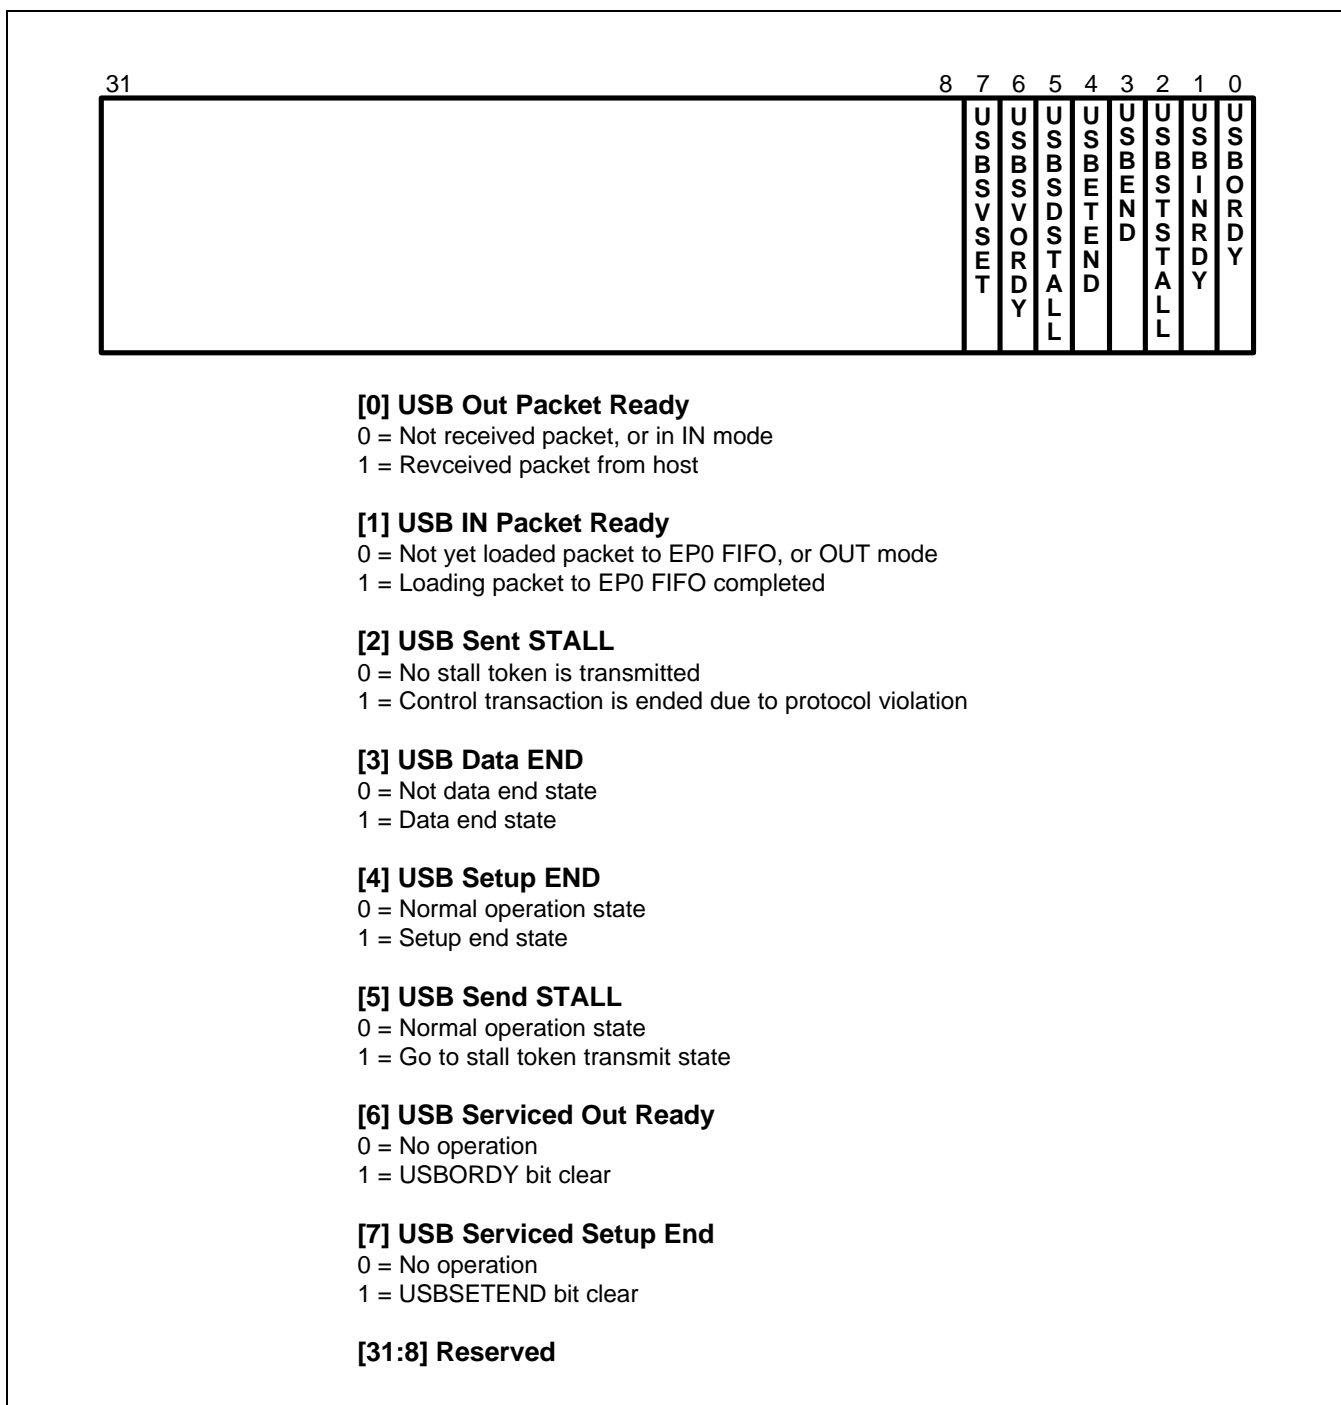 31 8 7 6 5 4 3 2 1 0
USBSVSET
USBSVORDY
USBSDSTALL
USBETEND
USBEND
USBSTSTALL
USBINRDY
USBORDY
[0] USB Out Packet Ready
0 = Not received packet, or in IN mode
1 = Revceived packet from host
[1] USB IN Packet Ready
0 = Not yet loaded packet to EP0 FIFO, or OUT mode
1 = Loading packet to EP0 FIFO completed
[2] USB Sent STALL
0 = No stall token is transmitted
1 = Control transaction is ended due to protocol violation
[3] USB Data END
0 = Not data end state
1 = Data end state
[4] USB Setup END
0 = Normal operation state
1 = Setup end state
[5] USB Send STALL
0 = Normal operation state
1 = Go to stall token transmit state
[6] USB Serviced Out Ready
0 = No operation
1 = USBORDY bit clear
[7] USB Serviced Setup End
0 = No operation
1 = USBSETEND bit clear
[31:8] Reserved